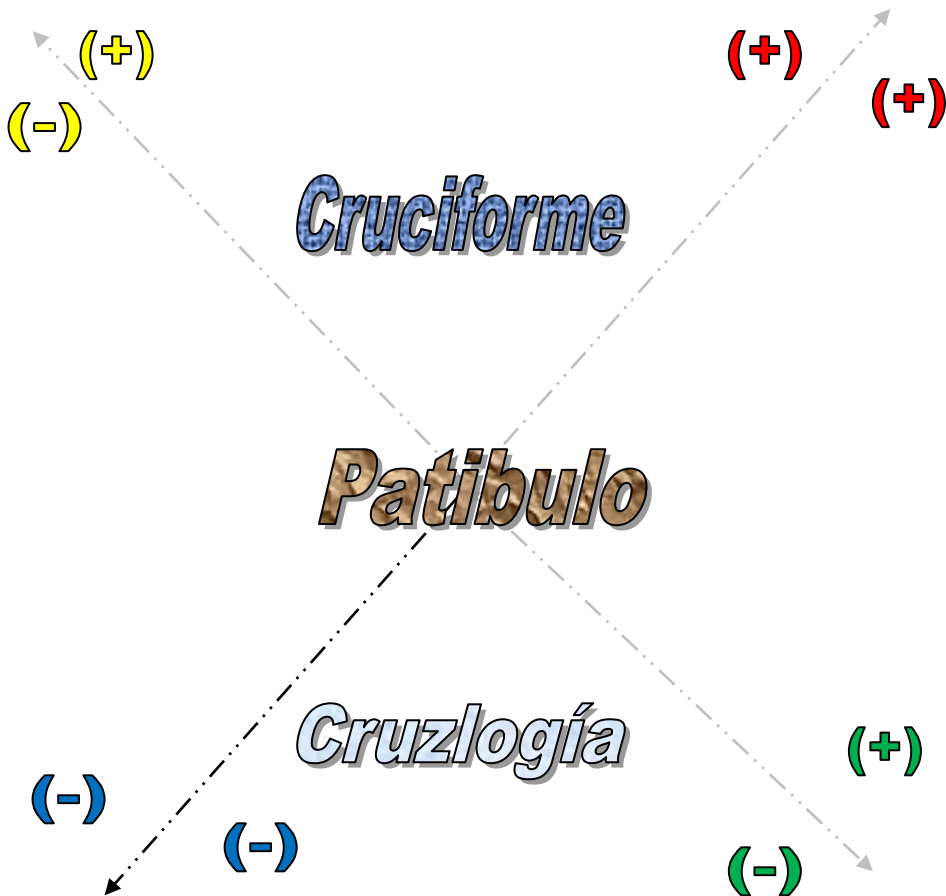 (+) (+)
(-) (+)
Cruciforme
Patibulo
Cruzlogía
(+)
(-)
(-) (-)